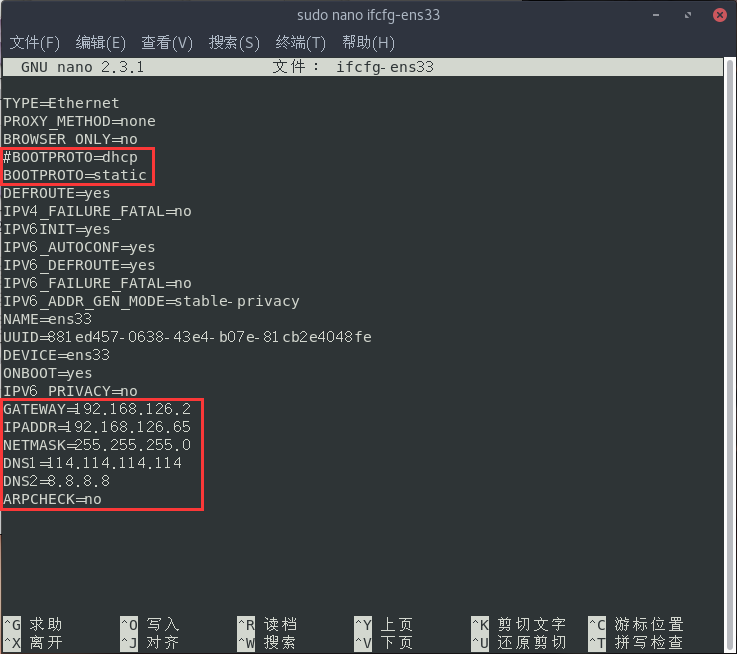 sudo nano ifcfg-ens33
文件(F) 编辑(E) 查看(V) 搜索(S) 终端(T) 帮助(H)
GNU nano 2.3.1 文件： ifcfg-ens33
TYPE=Ethernet
PROXY_METHOD=none
BROWSER_ONLY=no
#BOOTPROTO=dhcp
BOOTPROTO=static
DEFROUTE=yes
IPV4_FAILURE_FATAL=no
IPV6INIT=yes
IPV6_AUTOCONF=yes
IPV6_DEFROUTE=yes
IPV6_FAILURE_FATAL=no
IPV6_ADDR_GEN_MODE=stable-privacy
NAME=ens33
UUID=881ed457-0638-43e4-b07e-81cb2e4048fe
DEVICE=ens33
ONBOOT=yes
IPV6_PRIVACY=no
GATEWAY=192.168.126.2
IPADDR=192.168.126.65
NETMASK=255.255.255.0
DNS1=114.114.114.114
DNS2=8.8.8.8
ARPCHECK=no
^G 求助 ^O 写入 ^R 读档 ^Y 上页 ^K 剪切文字 ^C 游标位置
^X 离开 ^J 对齐 ^W 搜索 ^V 下页 ^U 还原剪切 ^T 拼写检查